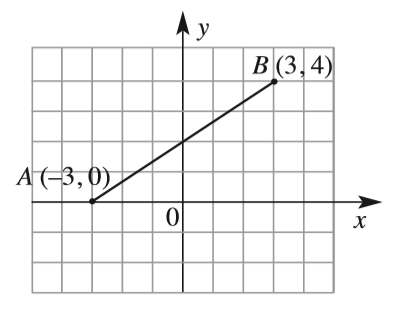 y
B (3, 4)
A (–3, 0)
0
x